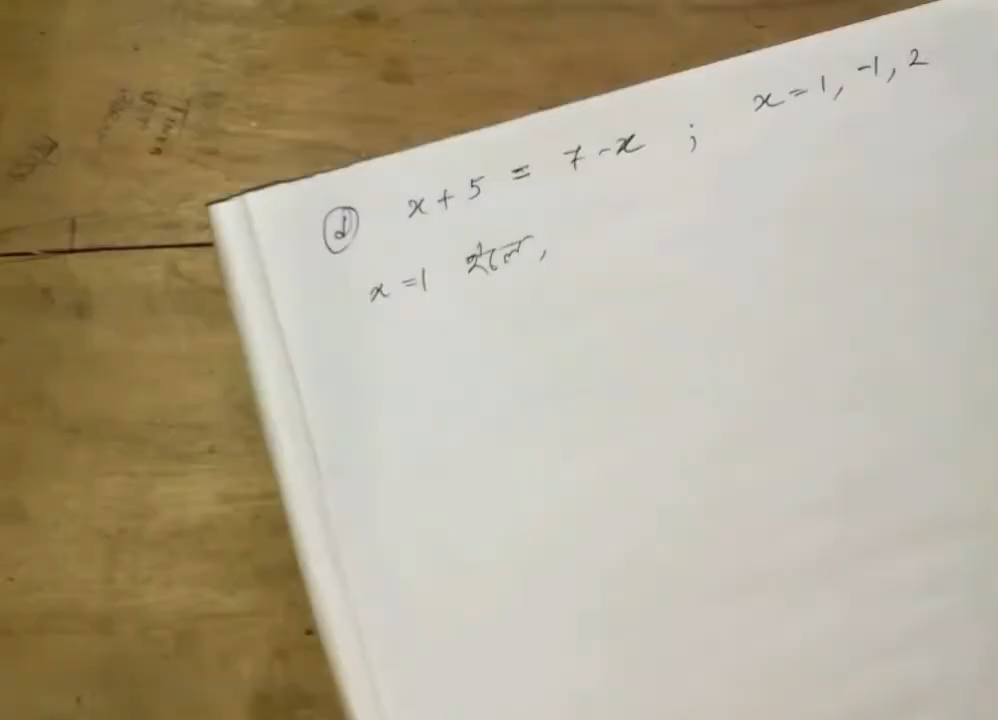 (d) x + 5 = 7 - x ; x = 1, -1, 2
x = 1 হলে,